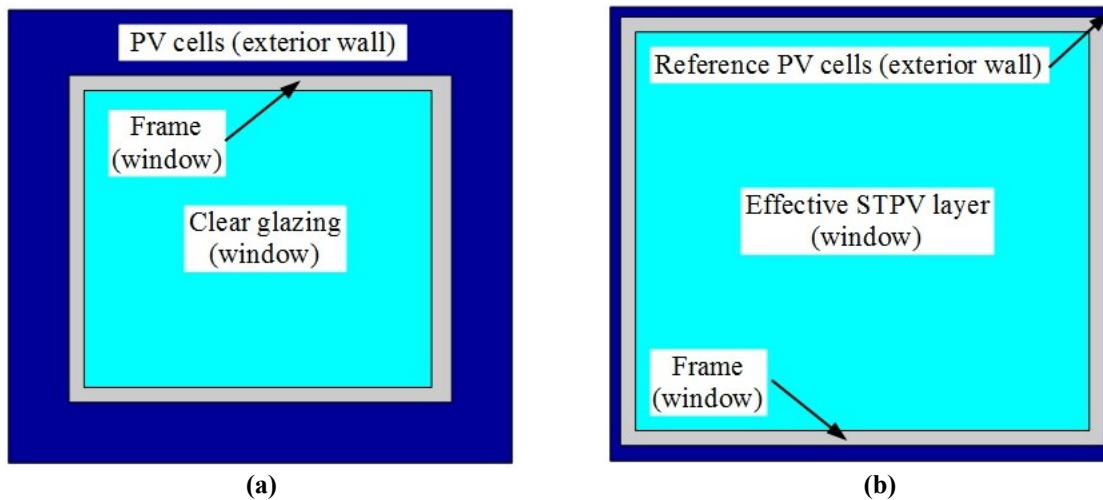 PV cells (exterior wall)
Frame
(window)
Clear glazing
(window)
(a)
Reference PV cells (exterior wall)
Effective STPV layer
(window)
Frame
(window)
(b)